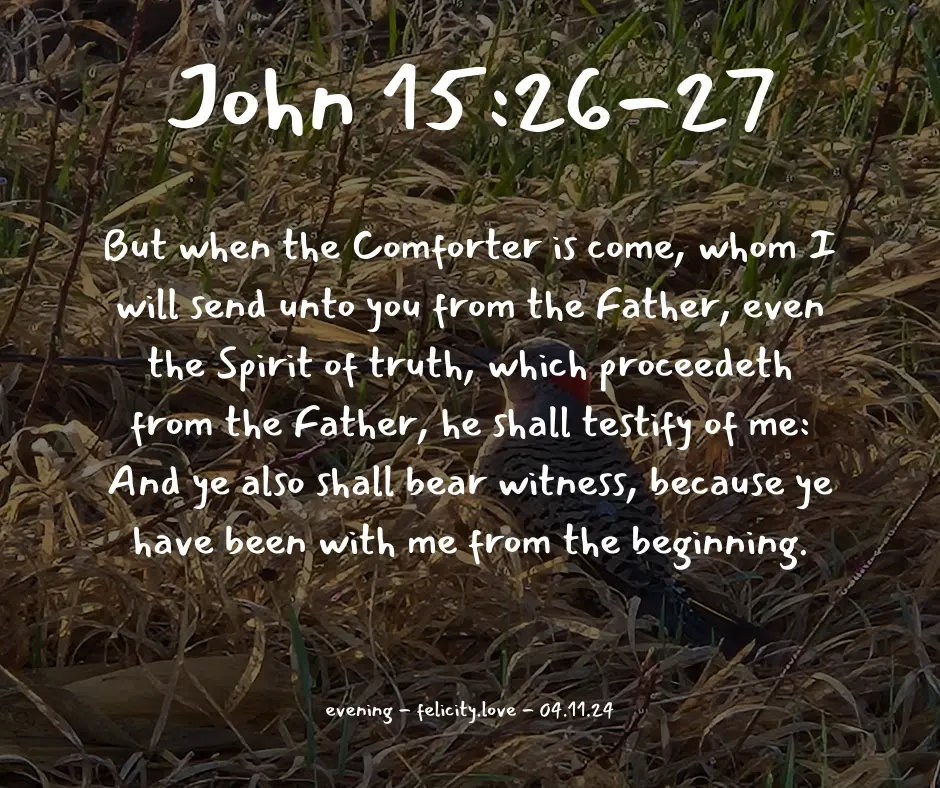 John 15:26-27
But when the Comforter is come, whom I
will send unto you from the Father, even
the Spirit of truth, which proceedeth
from the Father, he shall testify of me:
And ye also shall bear witness, because ye
have been with me from the beginning.
evening - felicity.love - 04.11.24